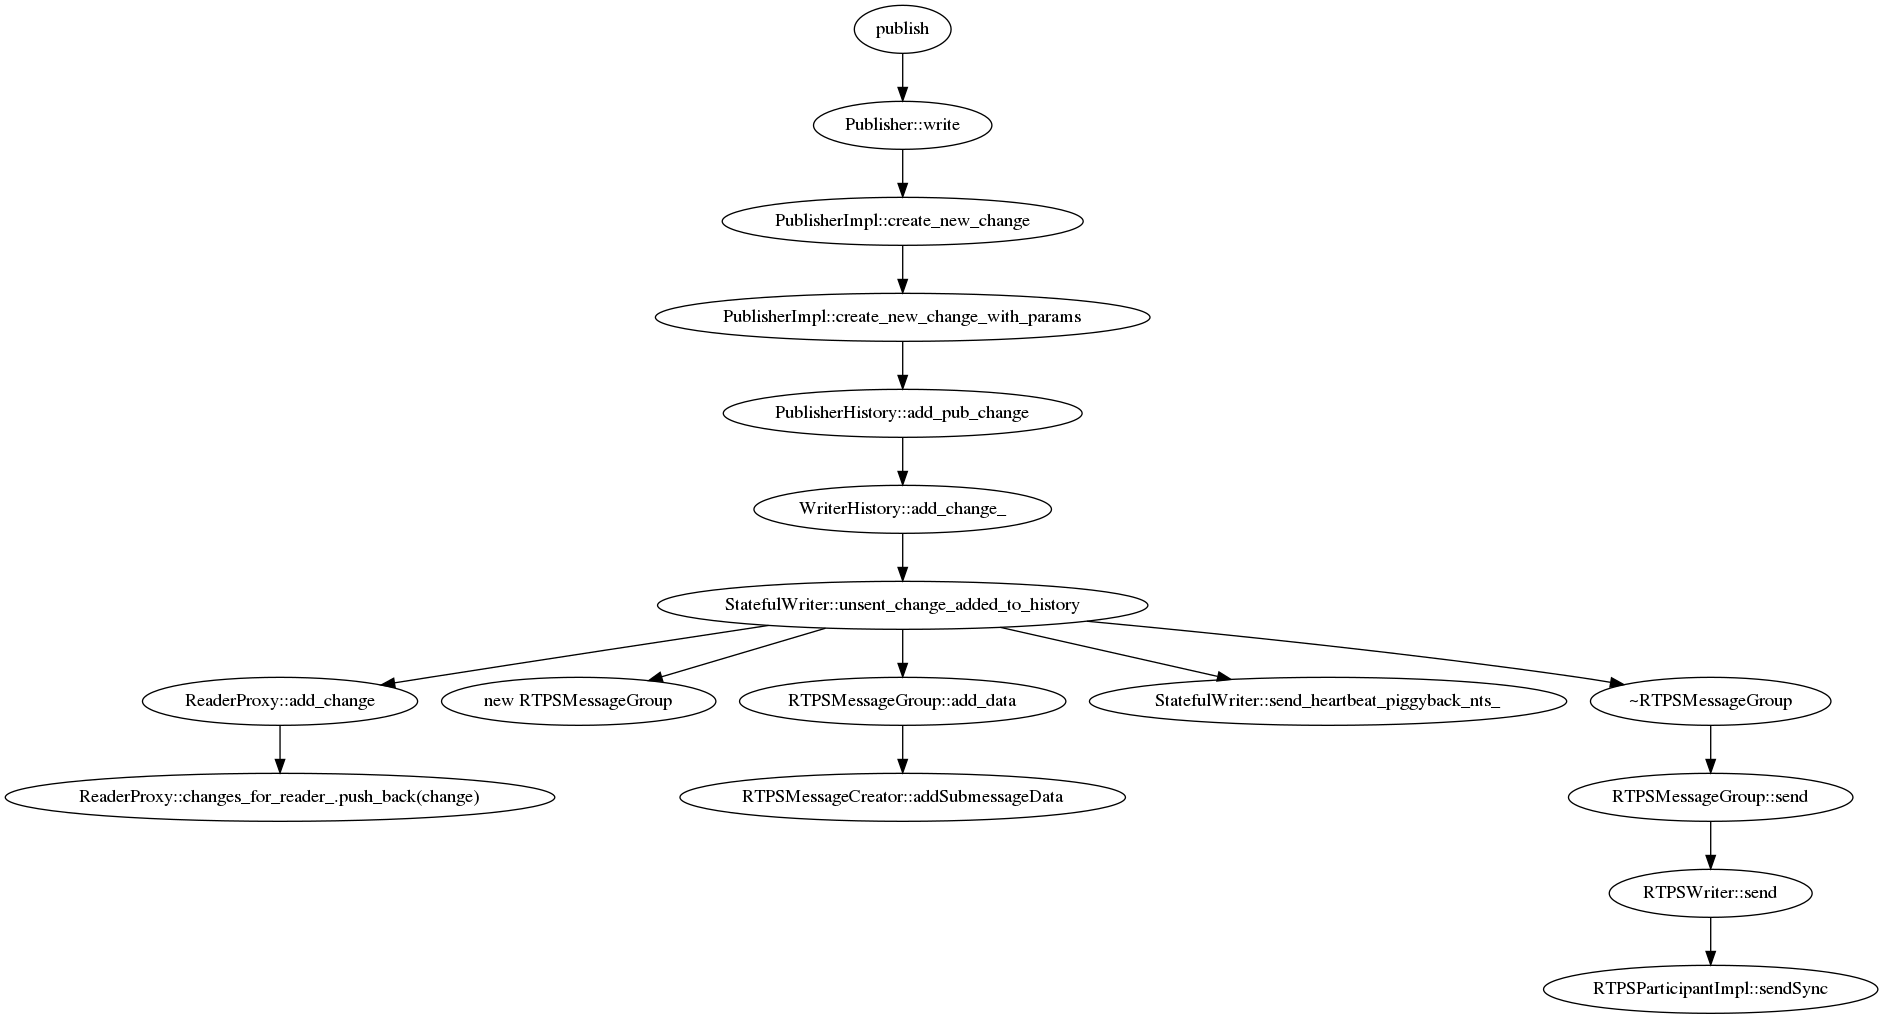 publish
Publisher::write
PublisherImpl::create_new_change
PublisherImpl::create_new_change_with_params
PublisherHistory::add_pub_change
WriterHistory::add_change_
StatefulWriter::unsent_change_added_to_history
ReaderProxy::add_change
new RTPSMessageGroup
RTPSMessageGroup::add_data
StatefulWriter::send_heartbeat_piggyback_nts_
~RTPSMessageGroup
ReaderProxy::changes_for_reader_.push_back(change)
RTPSMessageCreator::addSubmessageData
RTPSMessageGroup::send
RTPSWriter::send
RTPSParticipantImpl::sendSync